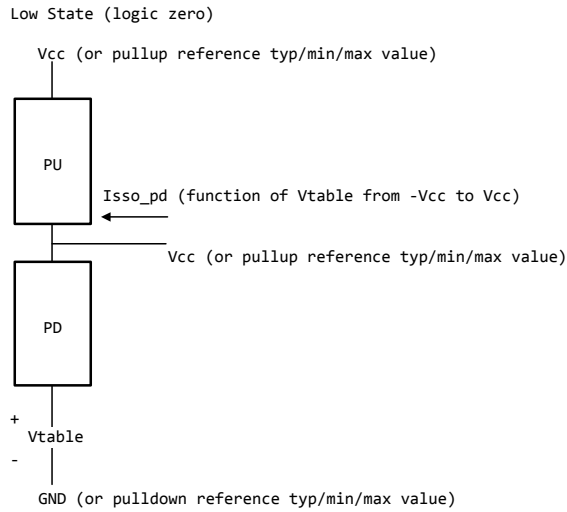 Low State (logic zero)
Vcc (or pullup reference typ/min/max value)
PU
Isso_pd (function of Vtable from -Vcc to Vcc)
Vcc (or pullup reference typ/min/max value)
PD
+
Vtable
-
GND (or pulldown reference typ/min/max value)